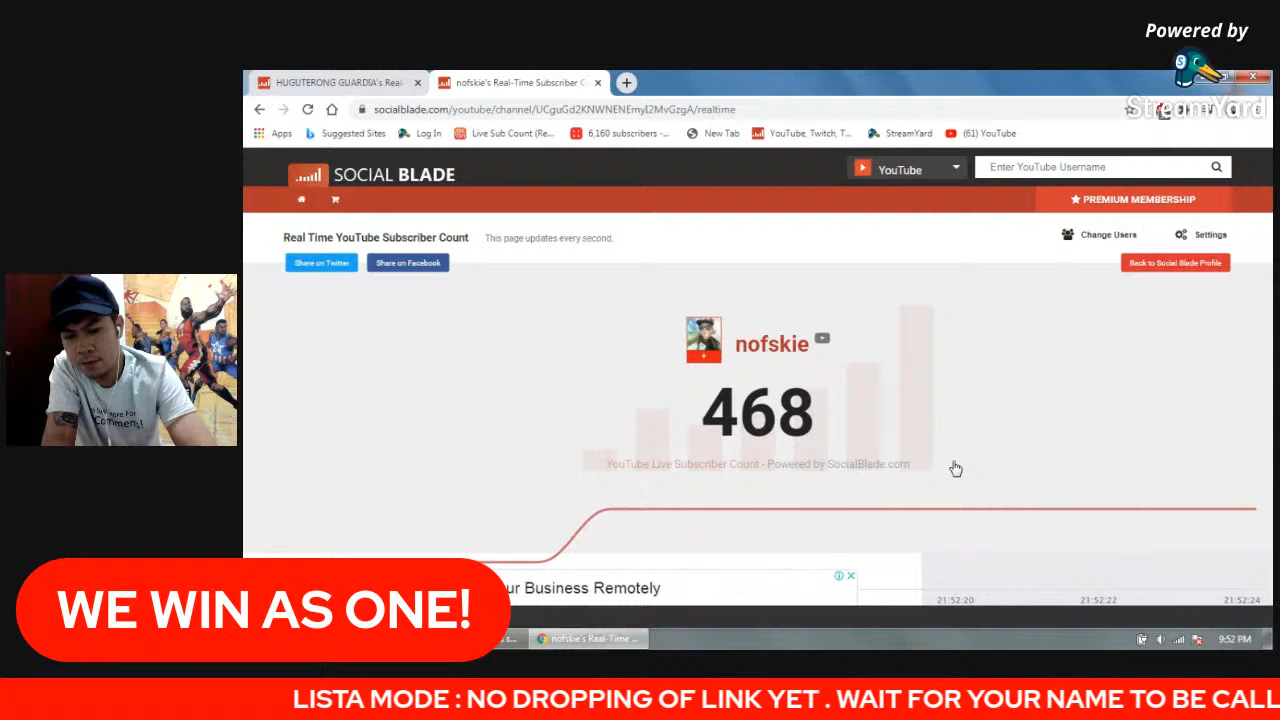 Powered by
StreamYard
HUGUTERONG GUARDIA's Real-
nofskie's Real-Time Subscriber C
socialblade.com/youtube/channel/UCguGd2KNWNENEmyI2MvGzgA/realtime
Apps
Suggested Sites
Log In
Live Sub Count (Re...
6,160 subscribers -...
New Tab
YouTube, Twitch, T...
StreamYard
(61) YouTube
SOCIAL BLADE
YouTube
Enter YouTube Username
PREMIUM MEMBERSHIP
Real Time YouTube Subscriber Count
This page updates every second.
Change Users
Settings
Share on Twitter
Share on Facebook
Back to Social Blade Profile
nofskie
468
YouTube Live Subscriber Count - Powered by SocialBlade.com
Here For
Comments!
ur Business Remotely
21:52:20
21:52:22
21:52:24
WE WIN AS ONE!
nofskie's Real-Time ...
9:52 PM
LISTA MODE : NO DROPPING OF LINK YET . WAIT FOR YOUR NAME TO BE CALL